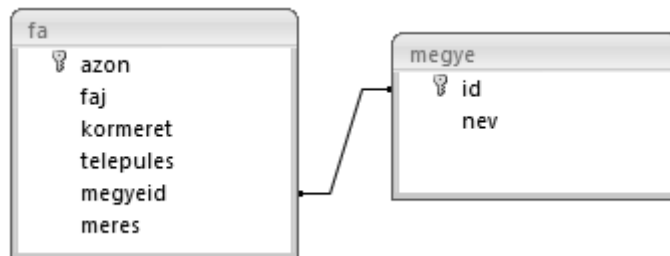 fa
azon
faj
kormeret
telepules
megyeid
meres
megye
id
nev